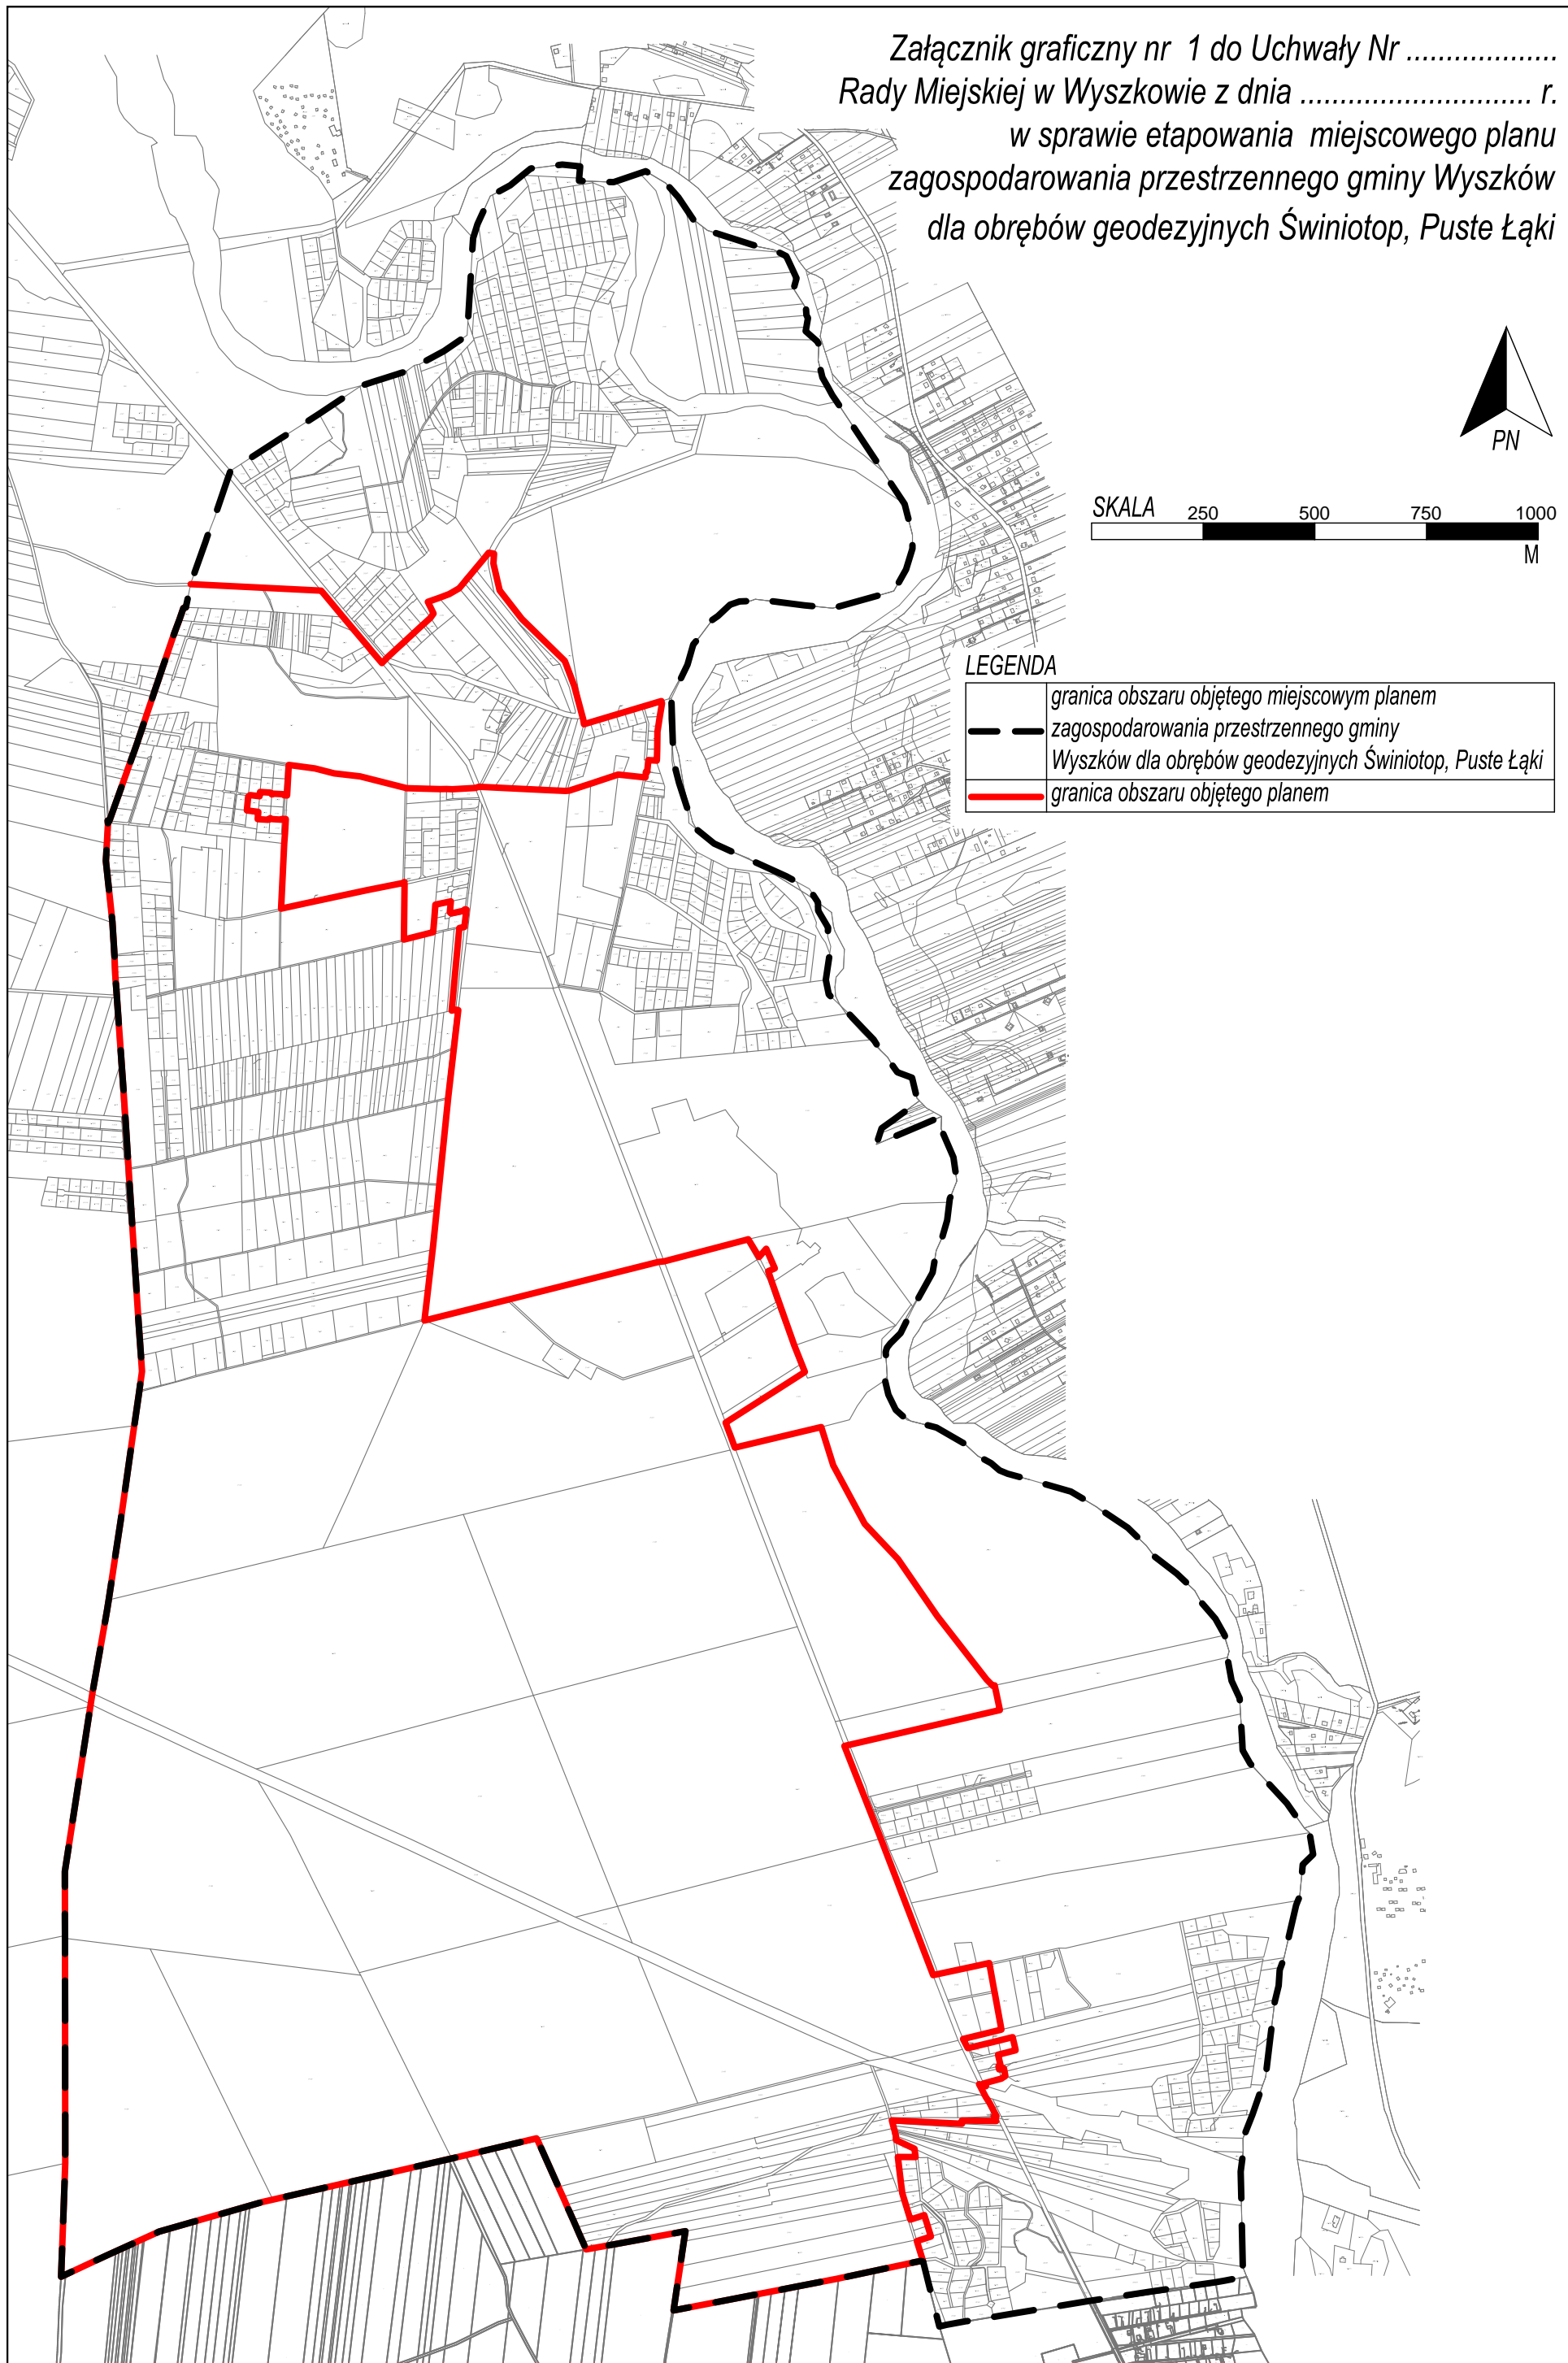 Załącznik graficzny nr 1 do Uchwały Nr ...................
Rady Miejskiej w Wyszkowie z dnia ............................. r.
w sprawie etapowania miejscowego planu
zagospodarowania przestrzennego gminy Wyszków
dla obrębów geodezyjnych Świniotop, Puste Łąki
PN
SKALA 250 500 750 1000
M
LEGENDA
granica obszaru objętego miejscowym planem
zagospodarowania przestrzennego gminy
Wyszków dla obrębów geodezyjnych Świniotop, Puste Łąki
granica obszaru objętego planem